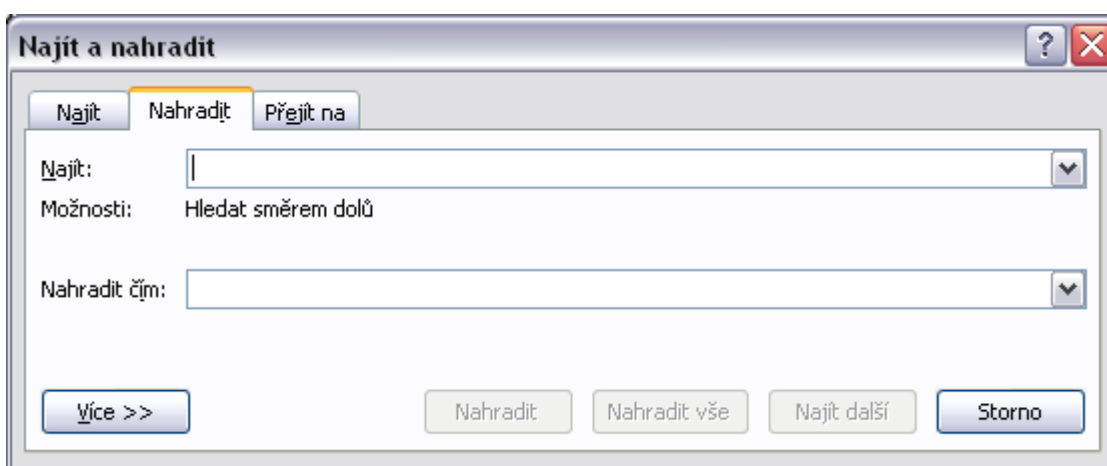 Najít a nahradit
Najít Nahradit Přejít na
Najít:
Možnosti: Hledat směrem dolů
Nahradit čím:
Více >> Nahradit Nahradit vše Najít další Storno